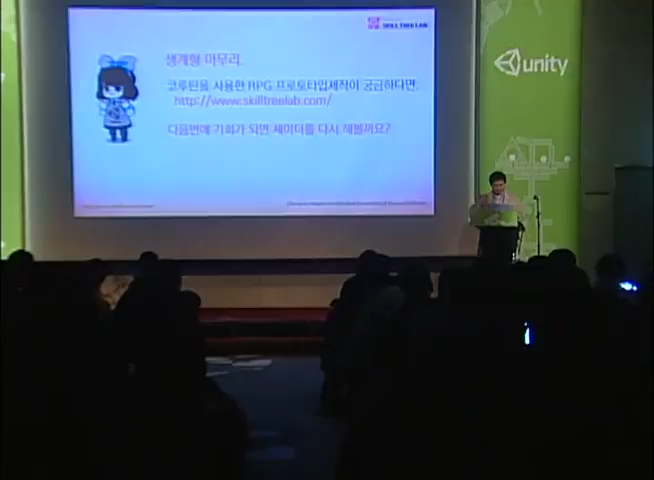 SKILL TREE LAB
생계형 마무리.
코루틴을 사용한 RPG 프로토타입제작이 궁금하다면.
http://www.skilltreelab.com/
다음번에 기회가 되면 셰이더를 다시 해볼까요?
unity